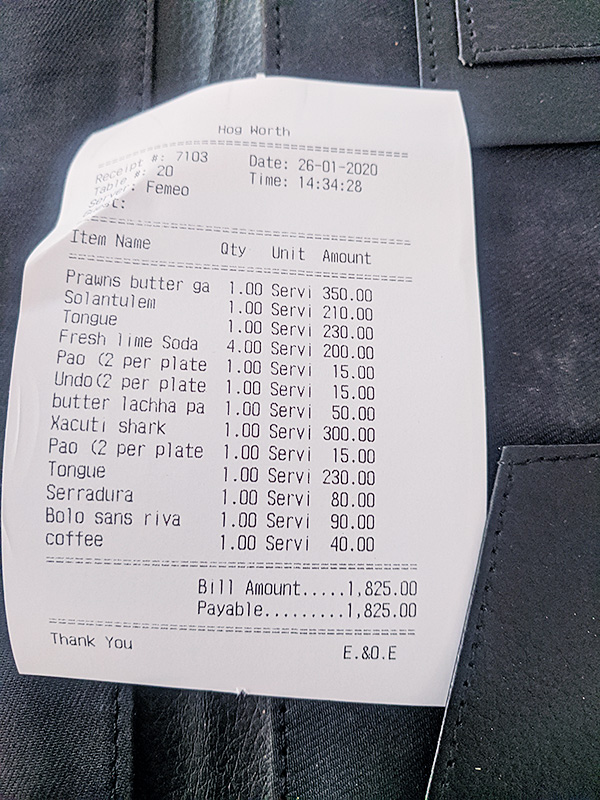 Hog Worth
Receipt #: 7103 Date: 26-01-2020
Table #: 20 Time: 14:34:28
Server: Femeo
Item Name Qty Unit Amount
Prawns butter ga 1.00 Servi 350.00
Solantulem 1.00 Servi 210.00
Tongue 1.00 Servi 230.00
Fresh lime Soda 4.00 Servi 200.00
Pao (2 per plate 1.00 Servi 15.00
Undo(2 per plate 1.00 Servi 15.00
butter lachha pa 1.00 Servi 50.00
Xacuti shark 1.00 Servi 300.00
Pao (2 per plate 1.00 Servi 15.00
Tongue 1.00 Servi 230.00
Serradura 1.00 Servi 80.00
Bolo sans riva 1.00 Servi 90.00
coffee 1.00 Servi 40.00
Bill Amount.....1,825.00
Payable.........1,825.00
Thank You E.&O.E